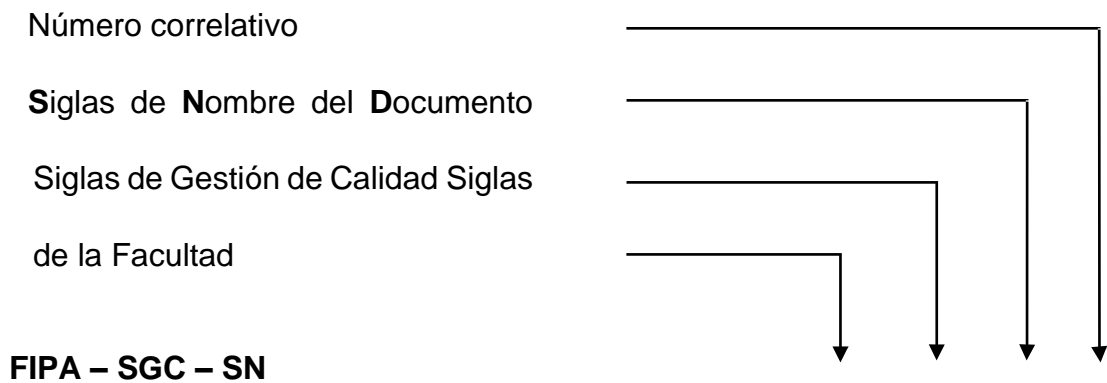 Número correlativo
Siglas de Nombre del Documento
Siglas de Gestión de Calidad Siglas
de la Facultad
FIPA – SGC – SN